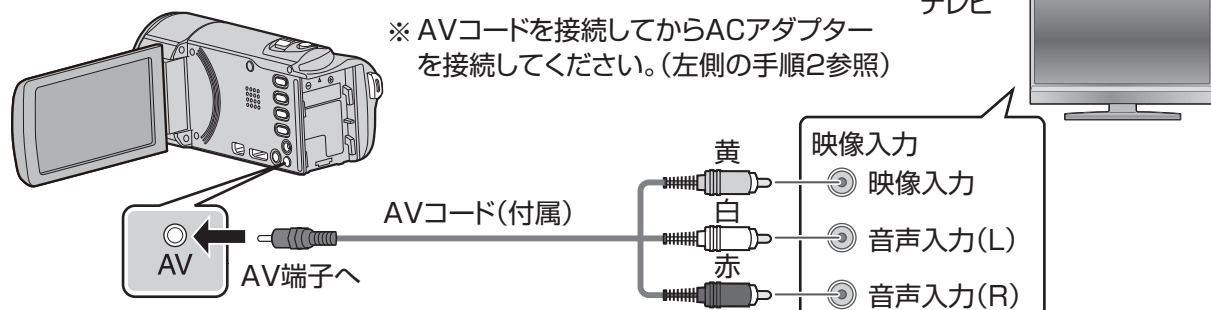 テレビ
※ AVコードを接続してからACアダプター
を接続してください。(左側の手順2参照)
映像入力
黄
映像入力
AVコード(付属)
白
音声入力(L)
AV
AV端子へ
赤
音声入力(R)